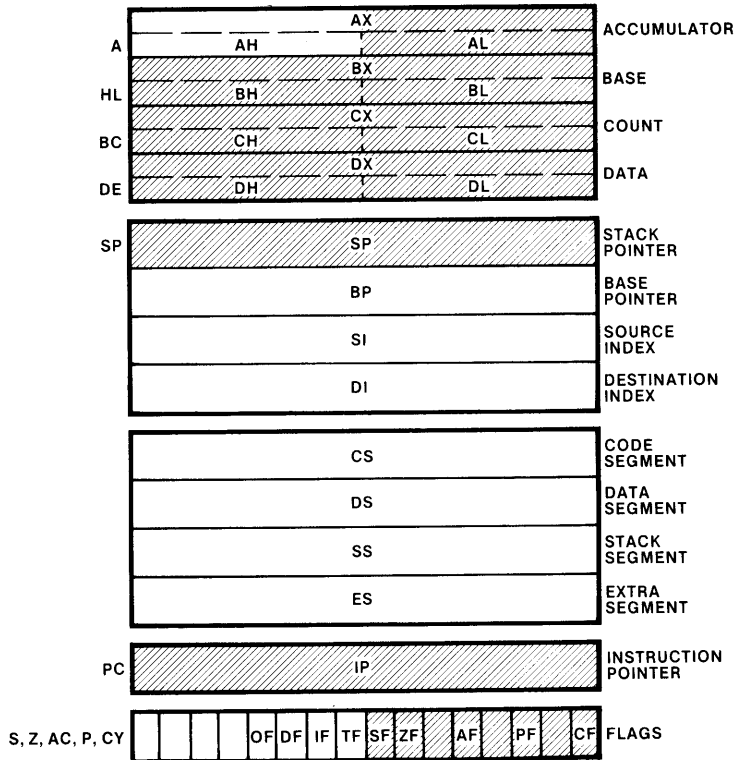 AX
ACCUMULATOR
A AH AL
BX
BASE
HL BH BL
CX
COUNT
BC CH CL
DX
DATA
DE DH DL
SP SP STACK
POINTER
BP BASE
POINTER
SI SOURCE
INDEX
DI DESTINATION
INDEX
CS CODE
SEGMENT
DS DATA
SEGMENT
SS STACK
SEGMENT
ES EXTRA
SEGMENT
PC IP INSTRUCTION
POINTER
S, Z, AC, P, CY OF DF IF TF SF ZF AF PF CF FLAGS